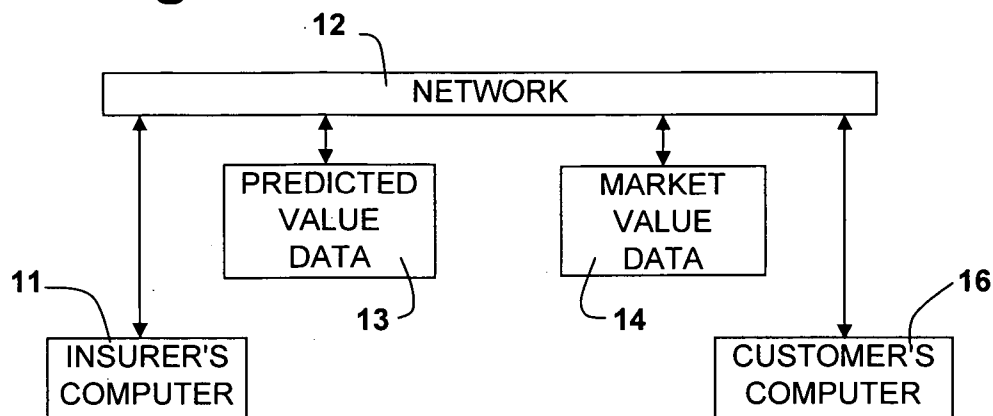 12
NETWORK
PREDICTED
VALUE
DATA
MARKET
VALUE
DATA
11
13
14
16
INSURER'S
COMPUTER
CUSTOMER'S
COMPUTER